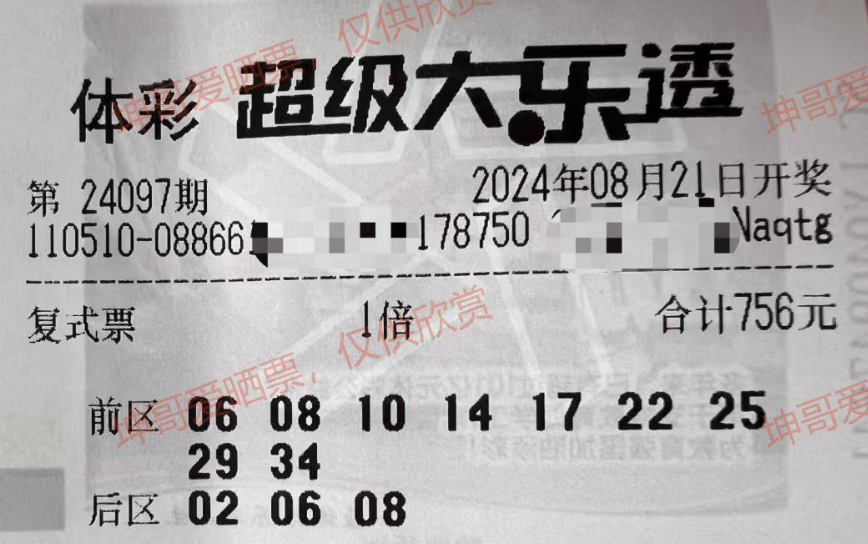 坤哥爱晒票，仅供欣赏
体彩 超级大乐透
坤哥爱
第 24097期 2024年08月21日开奖
110510-08866 178750 Naqtg
复式票 1倍 合计756元
坤哥爱晒票，仅供欣赏
前区 06 08 10 14 17 22 25
坤哥爱
29 34
后区 02 06 08